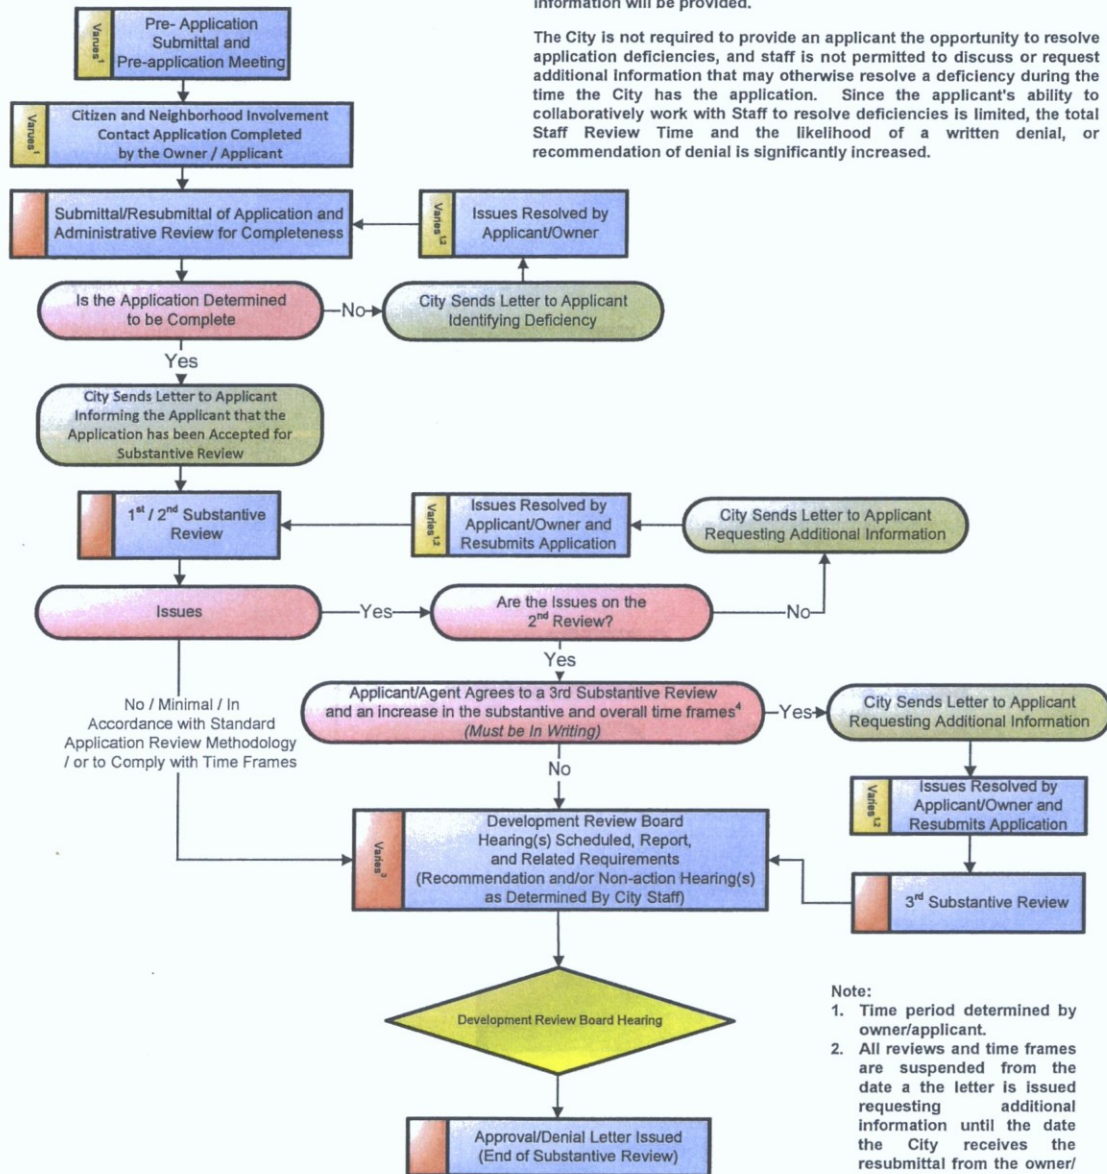 information will be provided.
The City is not required to provide an applicant the opportunity to resolve
application deficiencies, and staff is not permitted to discuss or request
additional information that may otherwise resolve a deficiency during the
time the City has the application. Since the applicant's ability to
collaboratively work with Staff to resolve deficiencies is limited, the total
Staff Review Time and the likelihood of a written denial, or
recommendation of denial is significantly increased.
Varues¹
Pre- Application
Submittal and
Pre-application Meeting
Varues¹
Citizen and Neighborhood Involvement
Contact Application Completed
by the Owner / Applicant
Submittal/Resubmittal of Application and
Administrative Review for Completeness
Varies¹·²
Issues Resolved by
Applicant/Owner
Is the Application Determined
to be Complete
No
City Sends Letter to Applicant
Identifying Deficiency
Yes
City Sends Letter to Applicant
Informing the Applicant that the
Application has been Accepted for
Substantive Review
1st / 2nd Substantive
Review
Varies¹·²
Issues Resolved by
Applicant/Owner and
Resubmits Application
City Sends Letter to Applicant
Requesting Additional Information
Issues
Yes
Are the Issues on the
2nd Review?
No
Yes
No / Minimal / In
Accordance with Standard
Application Review Methodology
/ or to Comply with Time Frames
Applicant/Agent Agrees to a 3rd Substantive Review
and an increase in the substantive and overall time frames⁴
(Must be In Writing)
Yes
City Sends Letter to Applicant
Requesting Additional Information
No
Varies¹·²
Issues Resolved by
Applicant/Owner and
Resubmits Application
Varies³
Development Review Board
Hearing(s) Scheduled, Report,
and Related Requirements
(Recommendation and/or Non-action Hearing(s)
as Determined By City Staff)
3rd Substantive Review
Development Review Board Hearing
Approval/Denial Letter Issued
(End of Substantive Review)
Note:
1. Time period determined by
owner/applicant.
2. All reviews and time frames
are suspended from the
date a the letter is issued
requesting additional
information until the date
the City receives the
resubmittal from the owner/